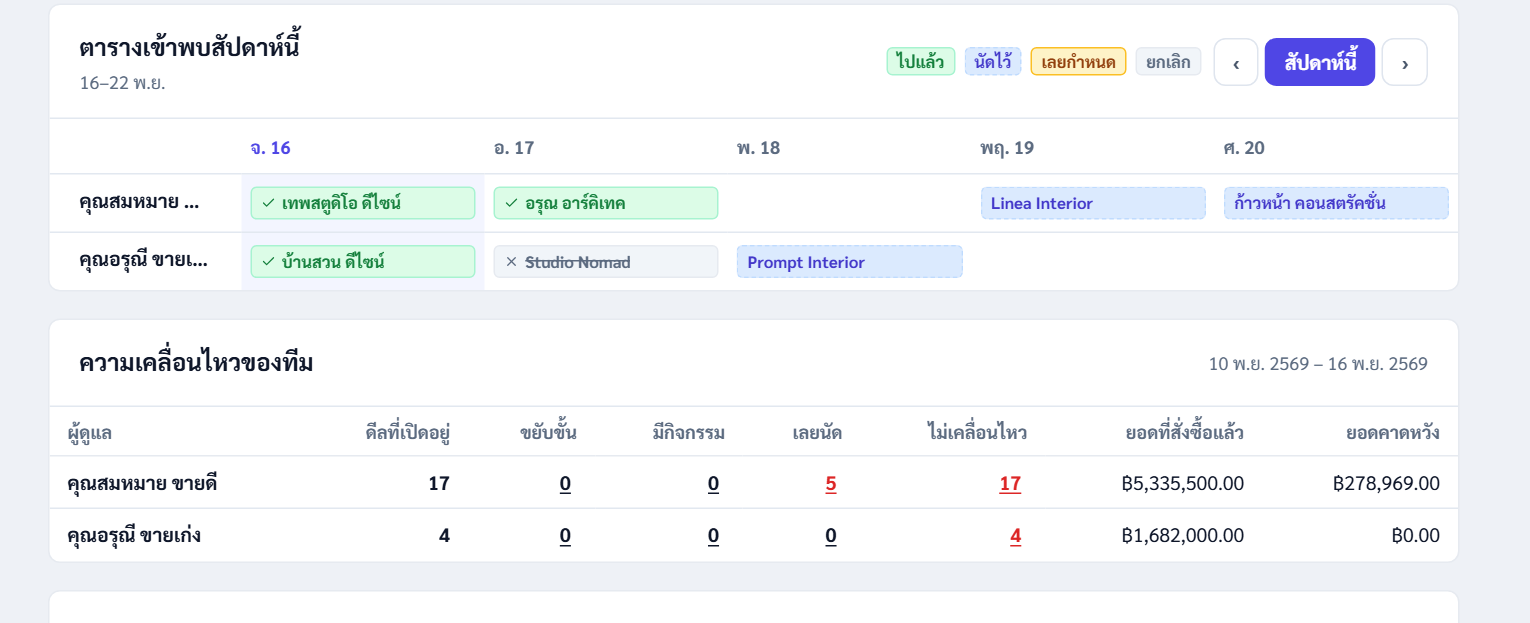 ตารางเข้าพบสัปดาห์นี้
16–22 พ.ย.
ไปแล้ว นัดไว้ เลยกำหนด ยกเลิก ‹ สัปดาห์นี้ ›
จ. 16 อ. 17 พ. 18 พฤ. 19 ศ. 20
คุณสมหมาย ... ✓ เทพสตูดิโอ ดีไซน์ ✓ อรุณ อาร์คิเทค Linea Interior ก้าวหน้า คอนสตรัคชั่น
คุณอรุณี ขายเ... ✓ บ้านสวน ดีไซน์ × Studio Nomad Prompt Interior
ความเคลื่อนไหวของทีม
10 พ.ย. 2569 – 16 พ.ย. 2569
ผู้ดูแล ดีลที่เปิดอยู่ ขยับขั้น มีกิจกรรม เลยนัด ไม่เคลื่อนไหว ยอดที่สั่งซื้อแล้ว ยอดคาดหวัง
คุณสมหมาย ขายดี 17 0 0 5 17 ฿5,335,500.00 ฿278,969.00
คุณอรุณี ขายเก่ง 4 0 0 0 4 ฿1,682,000.00 ฿0.00